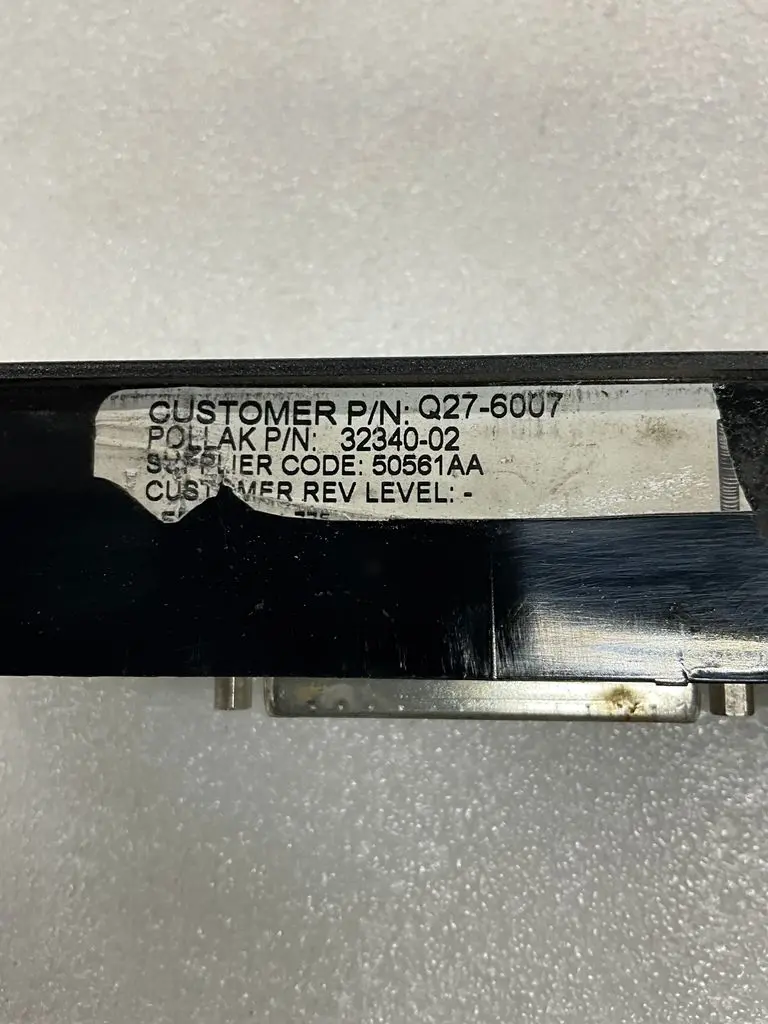 CUSTOMER P/N: Q27-6007
POLLAK P/N: 32340-02
SUPPLIER CODE: 50561AA
CUSTOMER REV LEVEL: -